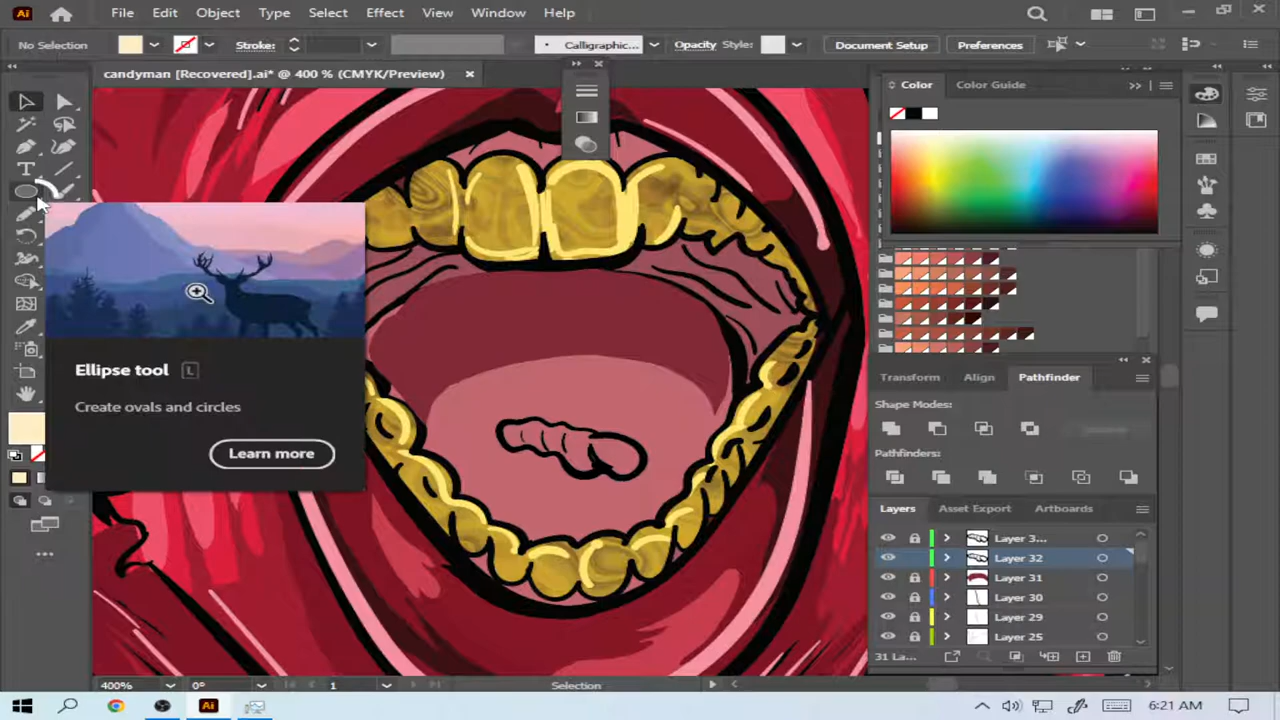 Ai File Edit Object Type Select Effect View Window Help
No Selection Stroke: Calligraphic... Opacity Style: Document Setup Preferences
candyman [Recovered].ai* @ 400 % (CMYK/Preview)
Color Color Guide
T
Ellipse tool L
Create ovals and circles
Learn more
Transform Align Pathfinder
Shape Modes:
Pathfinders:
Layers Asset Export Artboards
Layer 3...
Layer 32
Layer 31
Layer 30
Layer 29
Layer 25
31 La...
400% 0° 1 Selection
Ai 6:21 AM